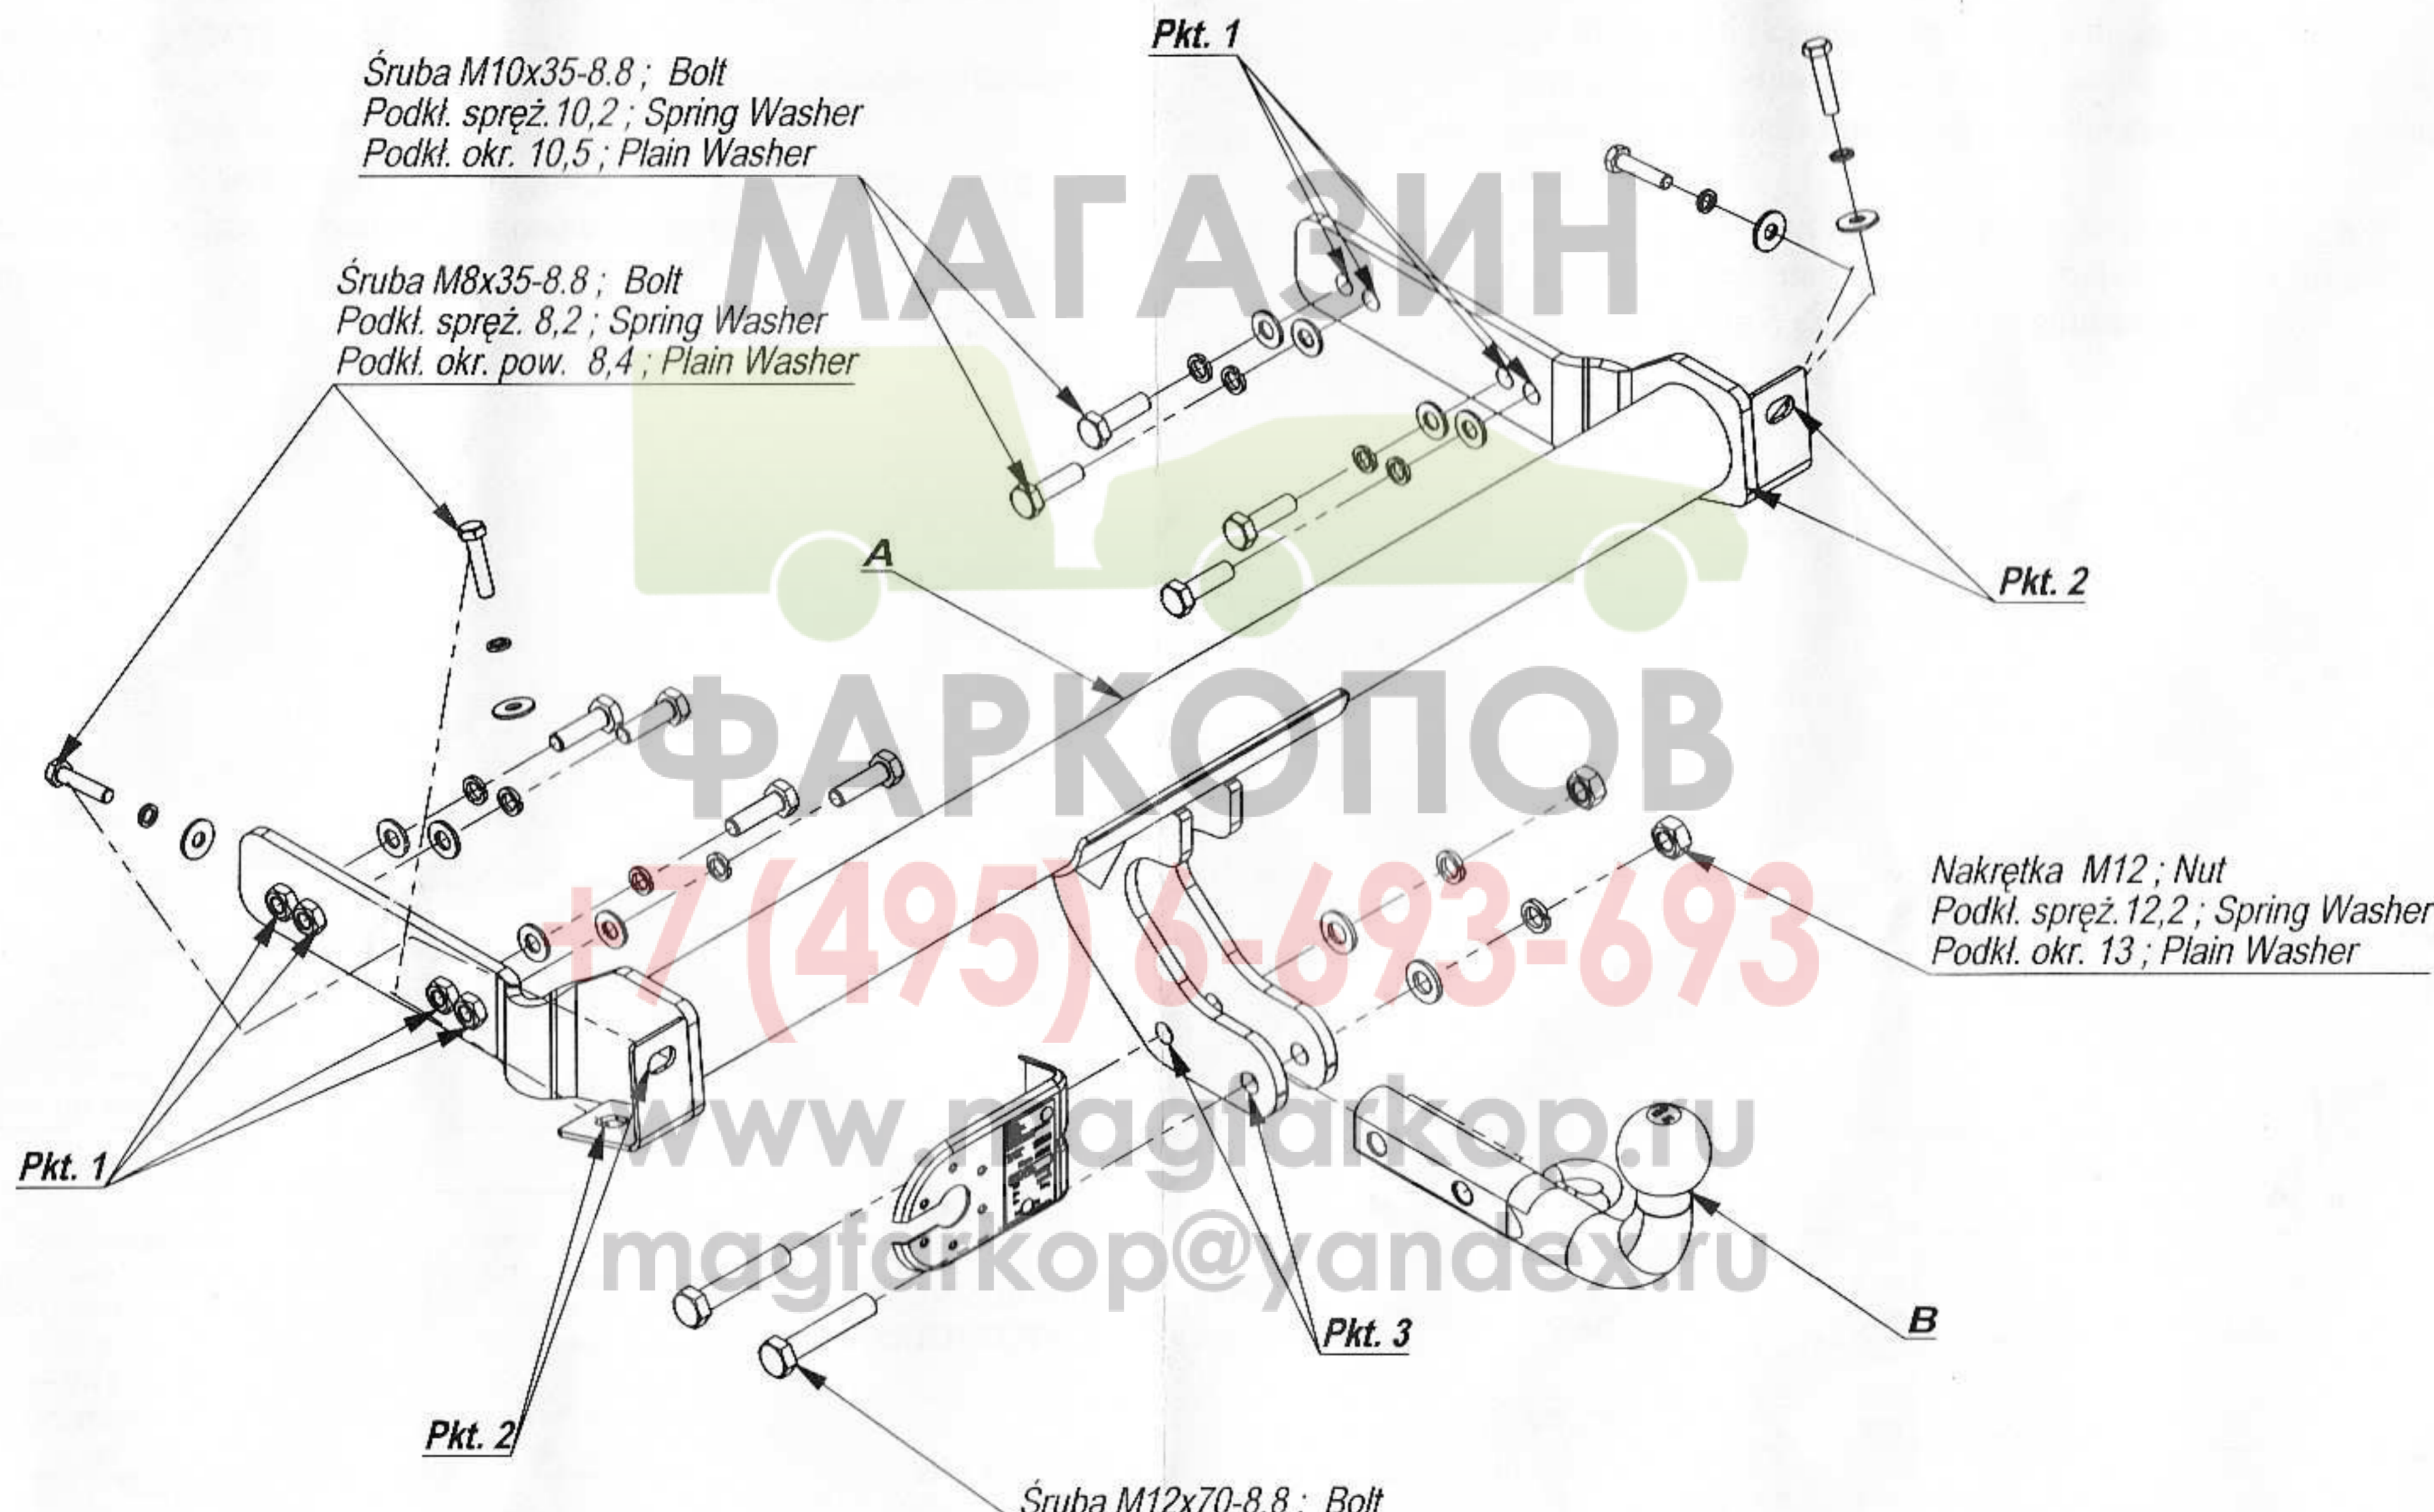 Pkt. 1
Śruba M10x35-8.8 ; Bolt
Podkł. spręż.10,2 ; Spring Washer
Podkł. okr. 10,5 ; Plain Washer
МАГАЗИН
Śruba M8x35-8.8 ; Bolt
Podkł. spręż. 8,2 ; Spring Washer
Podkł. okr. pow. 8,4 ; Plain Washer
A
Pkt. 2
ФАРКОПОВ
Nakrętka M12 ; Nut
Podkł. spręż.12,2 ; Spring Washer
Podkł. okr. 13 ; Plain Washer
+7(495)6-693-693
www.magfarkop.ru
Pkt. 1
magfarkop@yandex.ru
B
Pkt. 3
Pkt. 2
Śruba M12x70-8.8 ; Bolt